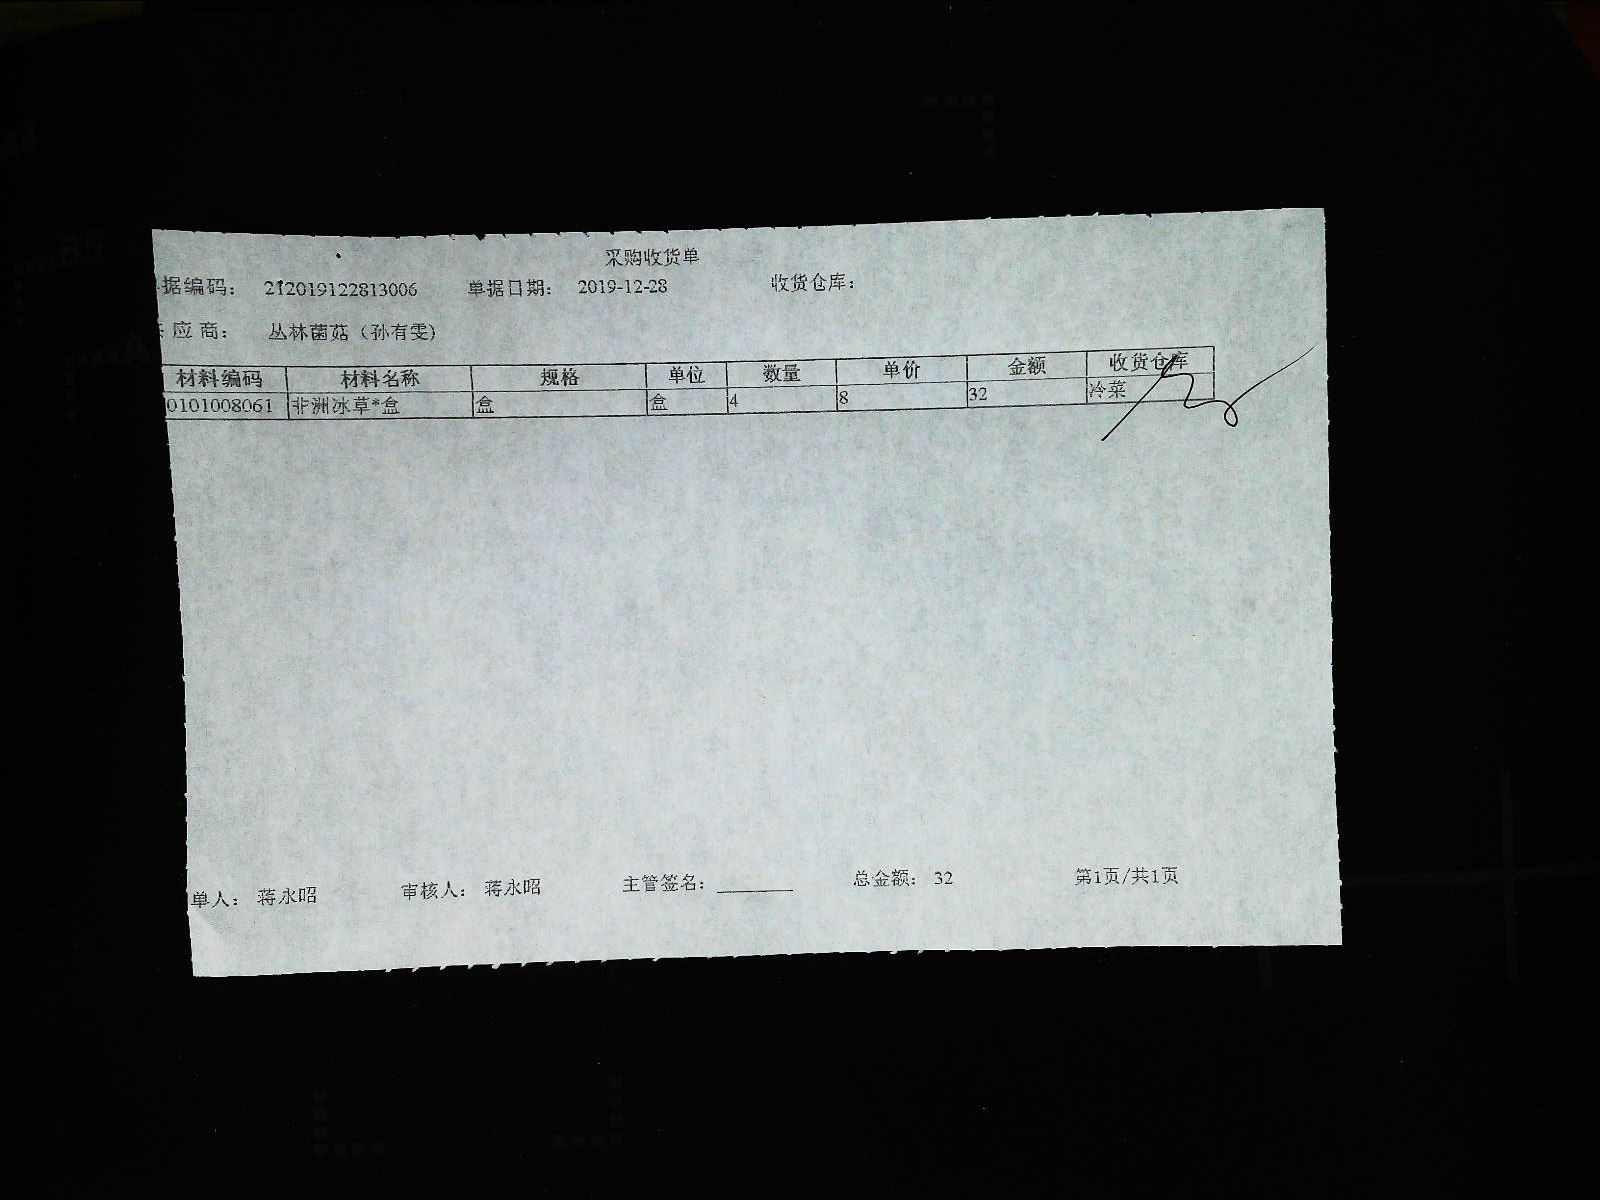 采购收货单
据编码： 212019122813006 单据日期： 2019-12-28 收货仓库：
应商： 丛林菌菇（孙有雯）
材料编码 材料名称 规格 单位 数量 单价 金额 收货仓库
0101008061 非洲冰草*盒 盒 盒 4 8 32 冷菜
单人： 蒋永昭 审核人： 蒋永昭 主管签名： 总金额： 32 第1页/共1页